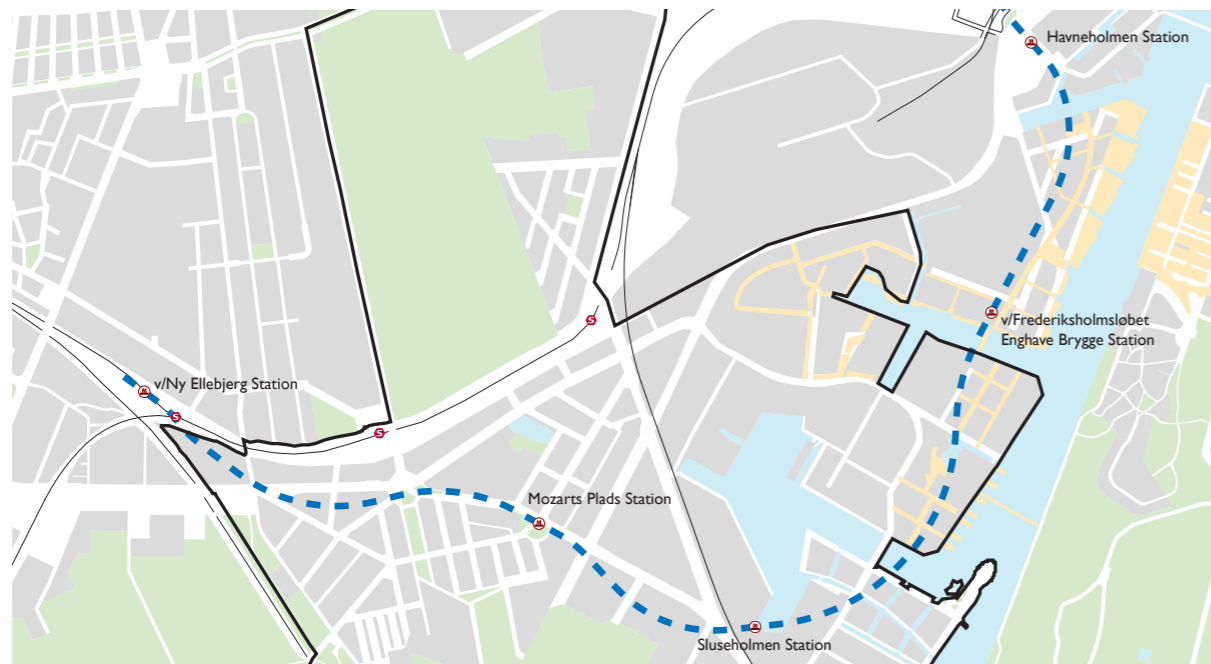 Havneholmen Station
v/Frederiksholmsløbet
Enghave Brygge Station
v/Ny Ellebjerg Station
S
S
S
Mozarts Plads Station
Sluseholmen Station